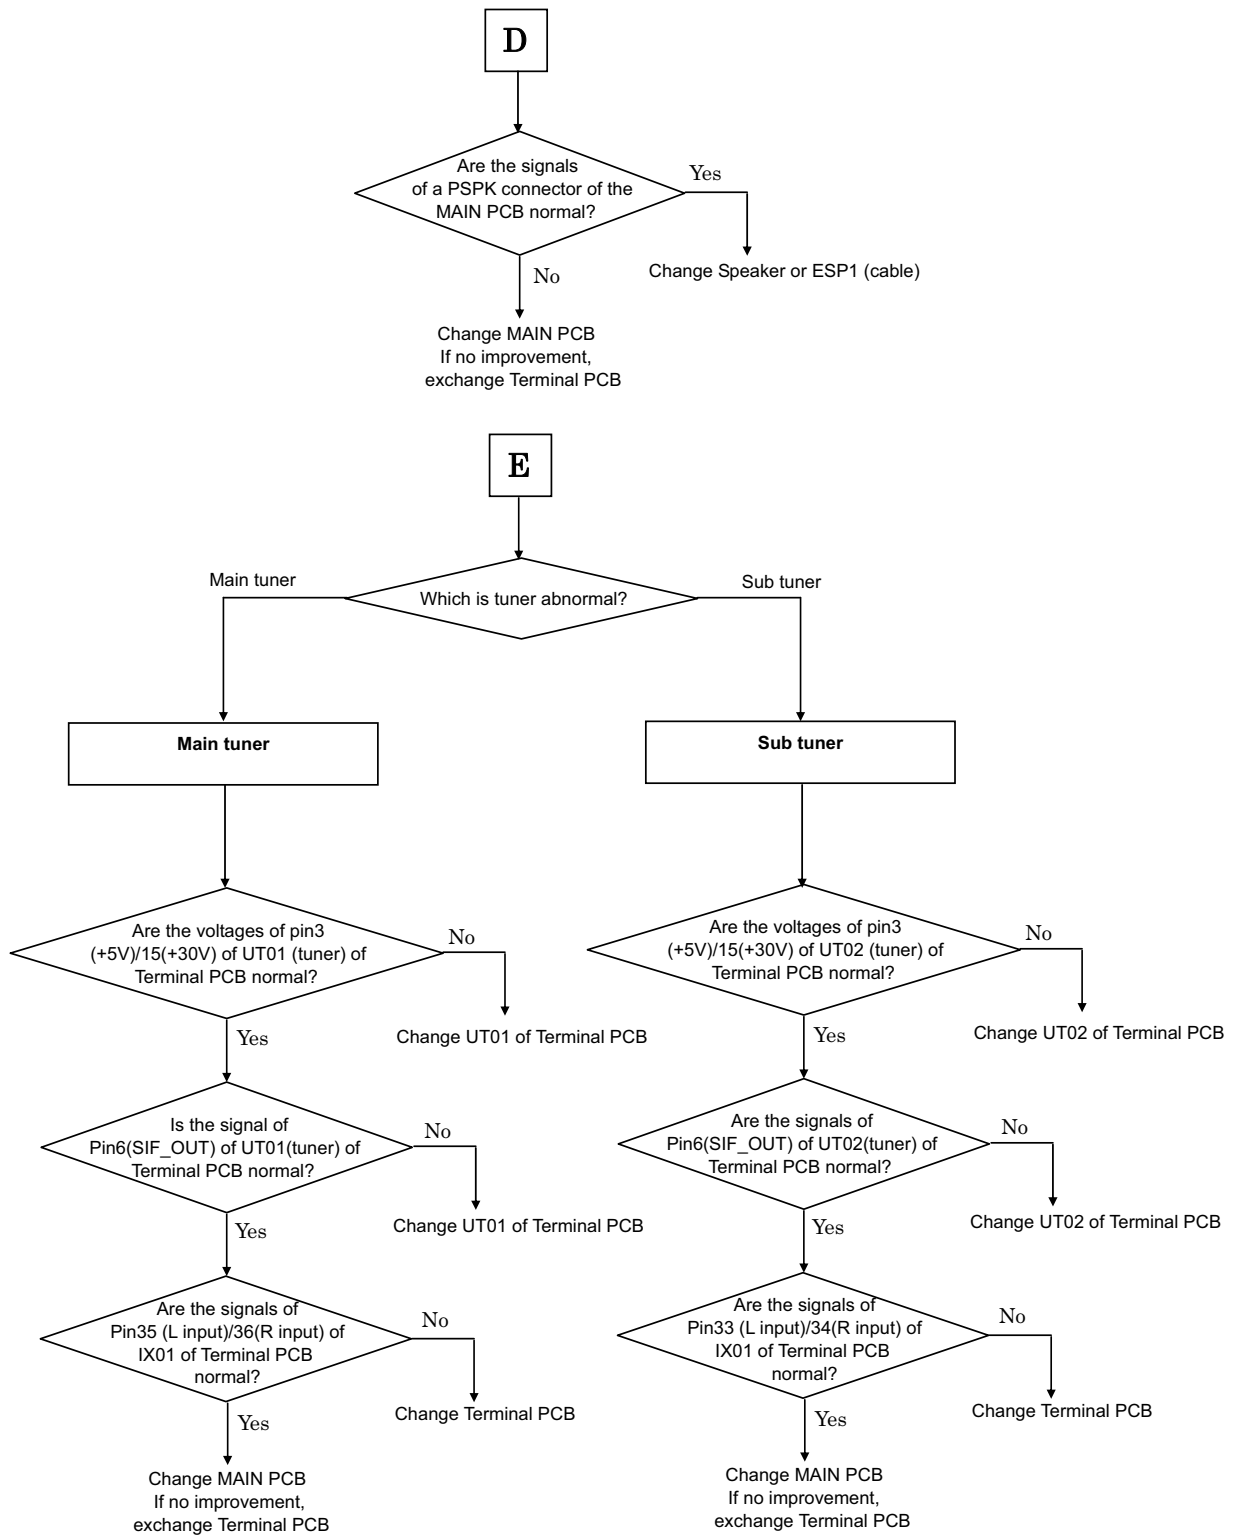 D
Are the signals
of a PSPK connector of the
MAIN PCB normal?
Yes
Change Speaker or ESP1 (cable)
No
Change MAIN PCB
If no improvement,
exchange Terminal PCB
E
Main tuner
Which is tuner abnormal?
Sub tuner
Main tuner
Sub tuner
Are the voltages of pin3
(+5V)/15(+30V) of UT01 (tuner) of
Terminal PCB normal?
No
Change UT01 of Terminal PCB
Yes
Is the signal of
Pin6(SIF_OUT) of UT01(tuner) of
Terminal PCB normal?
No
Change UT01 of Terminal PCB
Yes
Are the signals of
Pin35 (L input)/36(R input) of
IX01 of Terminal PCB
normal?
No
Change Terminal PCB
Yes
Change MAIN PCB
If no improvement,
exchange Terminal PCB
Are the voltages of pin3
(+5V)/15(+30V) of UT02 (tuner) of
Terminal PCB normal?
No
Change UT02 of Terminal PCB
Yes
Are the signals of
Pin6(SIF_OUT) of UT02(tuner) of
Terminal PCB normal?
No
Change UT02 of Terminal PCB
Yes
Are the signals of
Pin33 (L input)/34(R input) of
IX01 of Terminal PCB
normal?
No
Change Terminal PCB
Yes
Change MAIN PCB
If no improvement,
exchange Terminal PCB